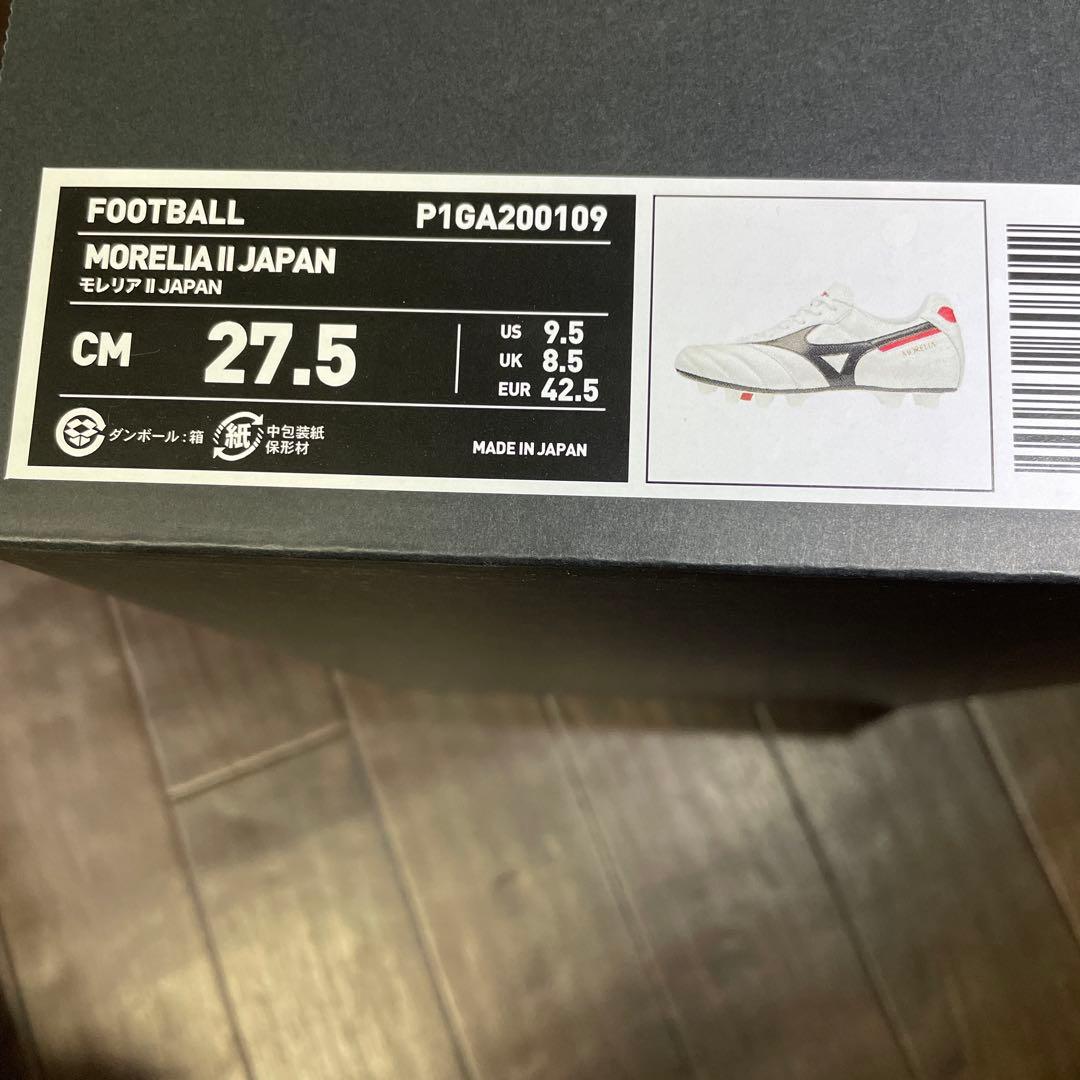 FOOTBALL P1GA200109
MORELIA II JAPAN
モレリア II JAPAN
CM 27.5
US 9.5
UK 8.5
EUR 42.5
ダンボール:箱
紙
中包装紙
保形材
MADE IN JAPAN
MORELIA